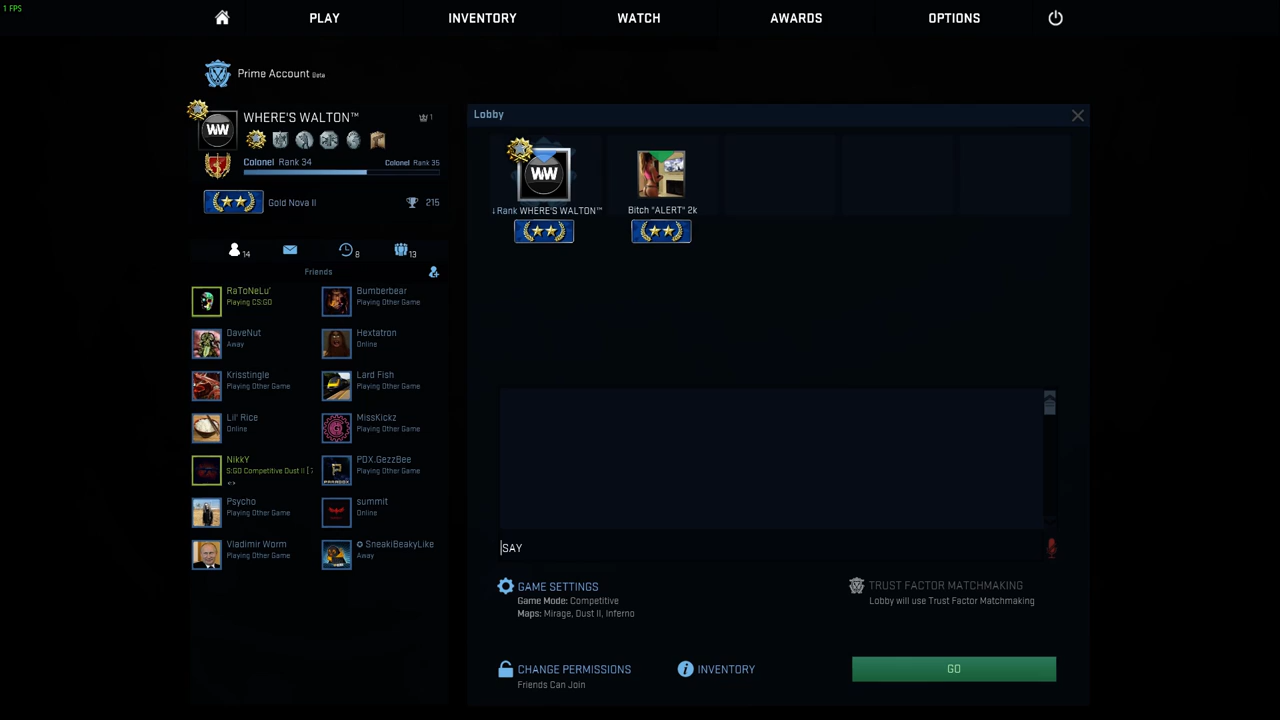 1 FPS
PLAY
INVENTORY
WATCH
AWARDS
OPTIONS
Prime Account Beta
WHERE'S WALTON™
1
Colonel Rank 34
Colonel Rank 35
Gold Nova II
215
14
8
13
Friends
RaToNeLu'
Playing CS:GO
Bumberbear
Playing Other Game
DaveNut
Away
Hextatron
Online
Krisstingle
Playing Other Game
Lard Fish
Playing Other Game
Lil' Rice
Online
MissKickz
Playing Other Game
NikkY
S:GO Competitive Dust II [
<>
PDX.GezzBee
Playing Other Game
Psycho
Playing Other Game
summit
Online
Vladimir Worm
Playing Other Game
SneakiBeakyLike
Away
Lobby
WW
↓Rank WHERE'S WALTON™
Bitch "ALERT" 2k
SAY
GAME SETTINGS
Game Mode: Competitive
Maps: Mirage, Dust II, Inferno
TRUST FACTOR MATCHMAKING
Lobby will use Trust Factor Matchmaking
CHANGE PERMISSIONS
Friends Can Join
INVENTORY
GO